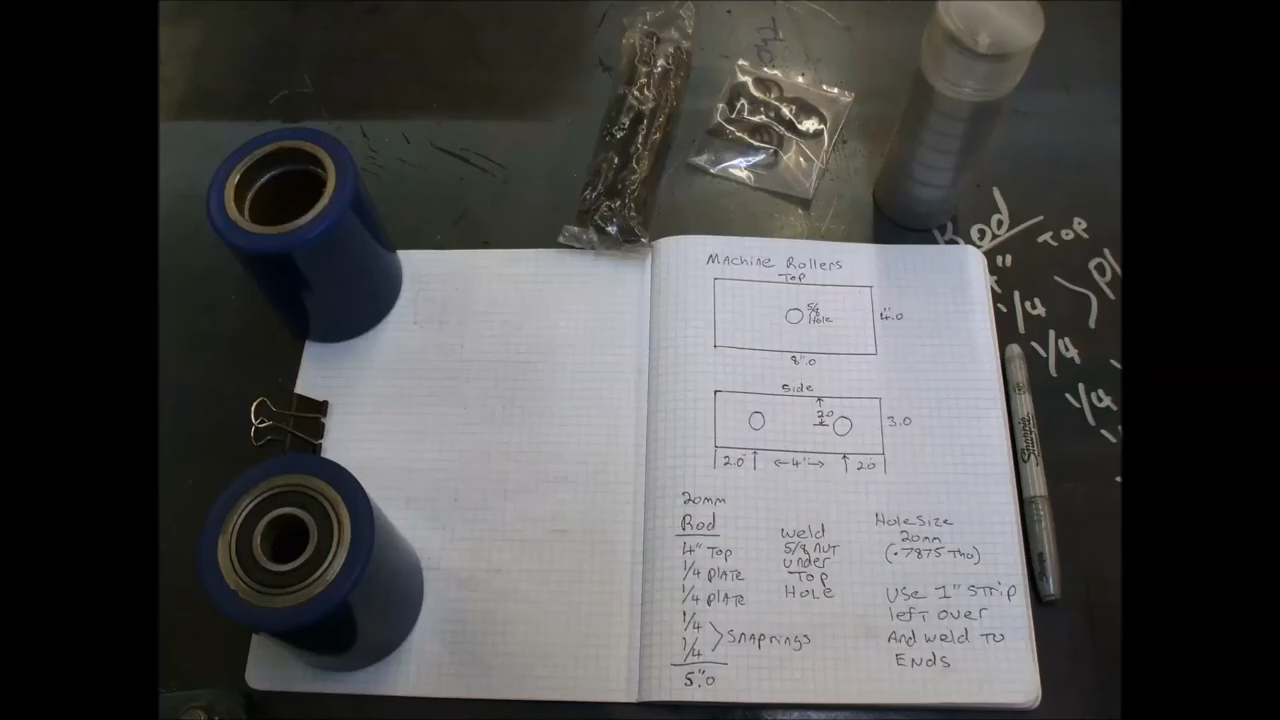 Machine Rollers
Top
5/8 Hole
4".0
8".0
Side
2.0
3.0
2.0"
4"
2.0"
20mm
Rod
4" Top
1/4 PLATE
1/4 PLATE
1/4
1/4
Snaprings
5".0
Weld
5/8 NUT
under
Top
HOLE
Hole Size
20mm
(.7875 Tho)
USE 1" STRIP
left over
And weld To
ENDS
Sharpie
Rod
Top
1/4
1/4
1/4